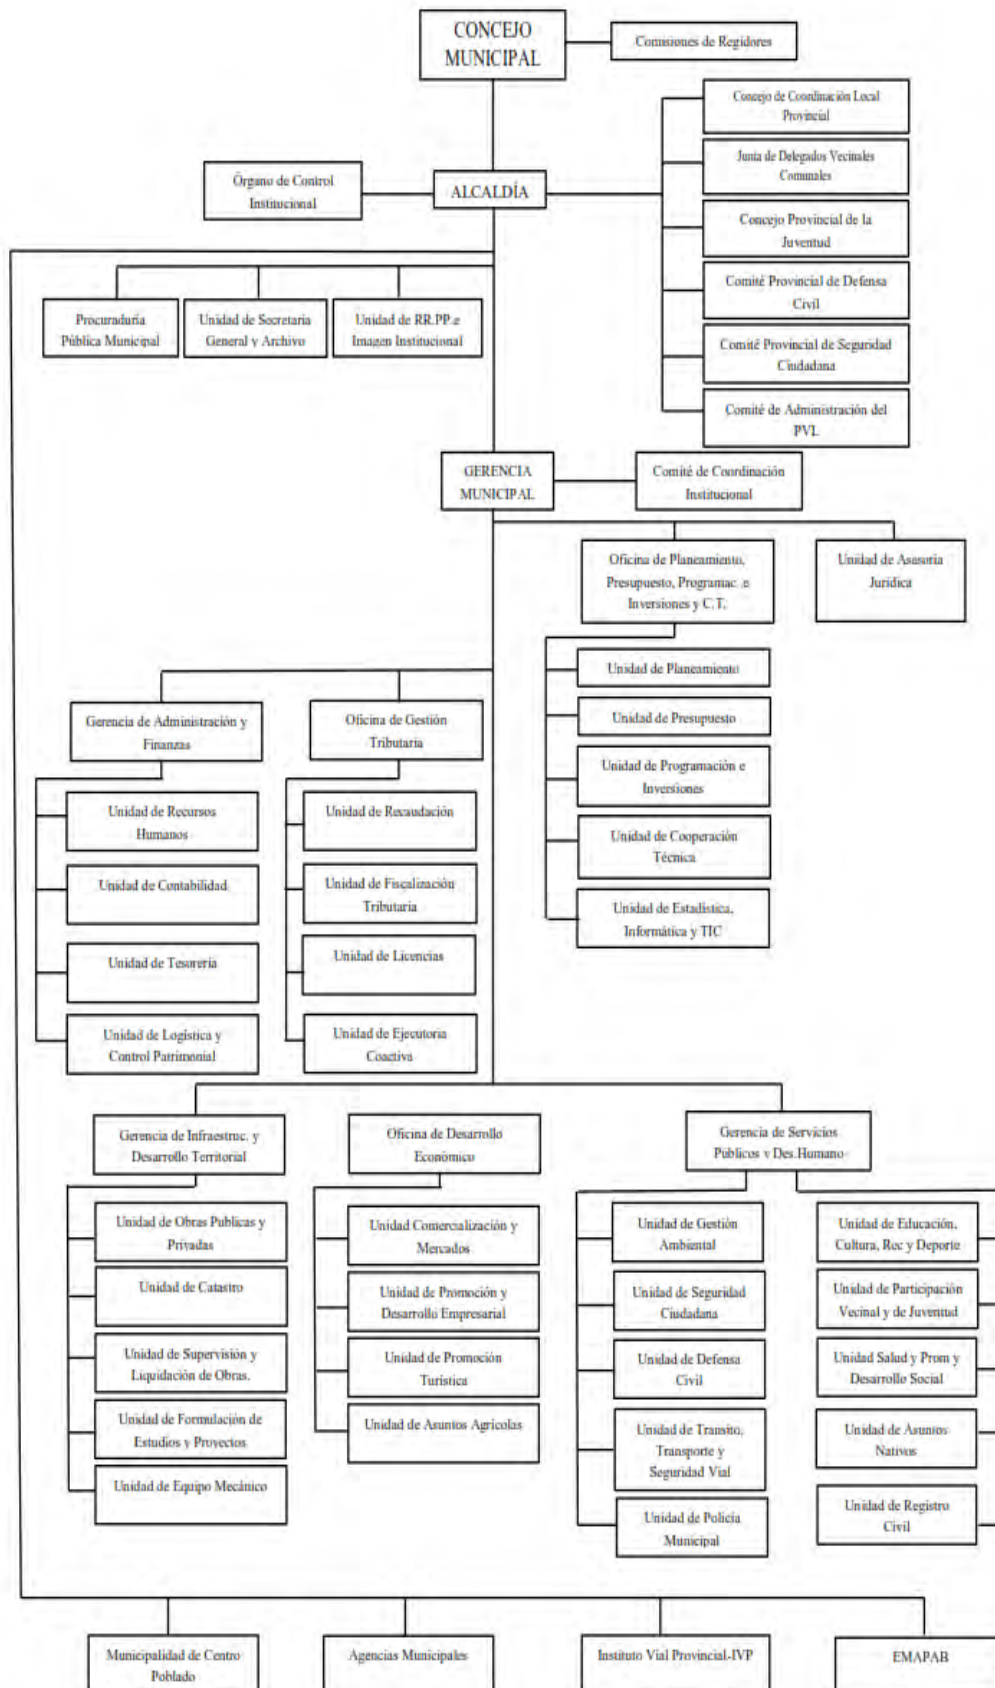 CONCEJO
MUNICIPAL
Comisiones de Regidores
Concejo de Coordinación Local
Provincial
Junta de Delegados Vecinales
Comunales
Órgano de Control
Institucional
ALCALDÍA
Concejo Provincial de la
Juventud
Comité Provincial de Defensa
Civil
Procuraduría
Pública Municipal
Unidad de Secretaria
General y Archivo
Unidad de RR.PP.e
Imagen Institucional
Comité Provincial de Seguridad
Ciudadana
Comité de Administración del
PVL
GERENCIA
MUNICIPAL
Comité de Coordinación
Institucional
Oficina de Planeamiento,
Presupuesto, Programac. .e
Inversiones y C.T.
Unidad de Asesoria
Jurídica
Unidad de Planeamiento
Unidad de Presupuesto
Unidad de Programación e
Inversiones
Unidad de Cooperación
Técnica
Unidad de Estadística,
Informática y TIC
Gerencia de Administración y
Finanzas
Oficina de Gestión
Tributaria
Unidad de Recursos
Humanos
Unidad de Contabilidad
Unidad de Tesorería
Unidad de Logística y
Control Patrimonial
Unidad de Recaudación
Unidad de Fiscalización
Tributaria
Unidad de Licencias
Unidad de Ejecutoria
Coactiva
Gerencia de Infraestruc. y
Desarrollo Territorial
Oficina de Desarrollo
Económico
Gerencia de Servicios
Públicos y Des.Humano
Unidad de Obras Publicas y
Privadas
Unidad de Catastro
Unidad de Supervisión y
Liquidación de Obras.
Unidad de Formulación de
Estudios y Proyectos
Unidad de Equipo Mecánico
Unidad Comercialización y
Mercados
Unidad de Promoción y
Desarrollo Empresarial
Unidad de Promoción
Turística
Unidad de Asuntos Agrícolas
Unidad de Gestión
Ambiental
Unidad de Seguridad
Ciudadana
Unidad de Defensa
Civil
Unidad de Transito,
Transporte y
Seguridad Vial
Unidad de Policía
Municipal
Unidad de Educación,
Cultura, Rec y Deporte
Unidad de Participación
Vecinal y de Juventud
Unidad Salud y Prom y
Desarrollo Social
Unidad de Asuntos
Nativos
Unidad de Registro
Civil
Municipalidad de Centro
Poblado
Agencias Municipales
Instituto Vial Provincial-IVP
EMAPAB